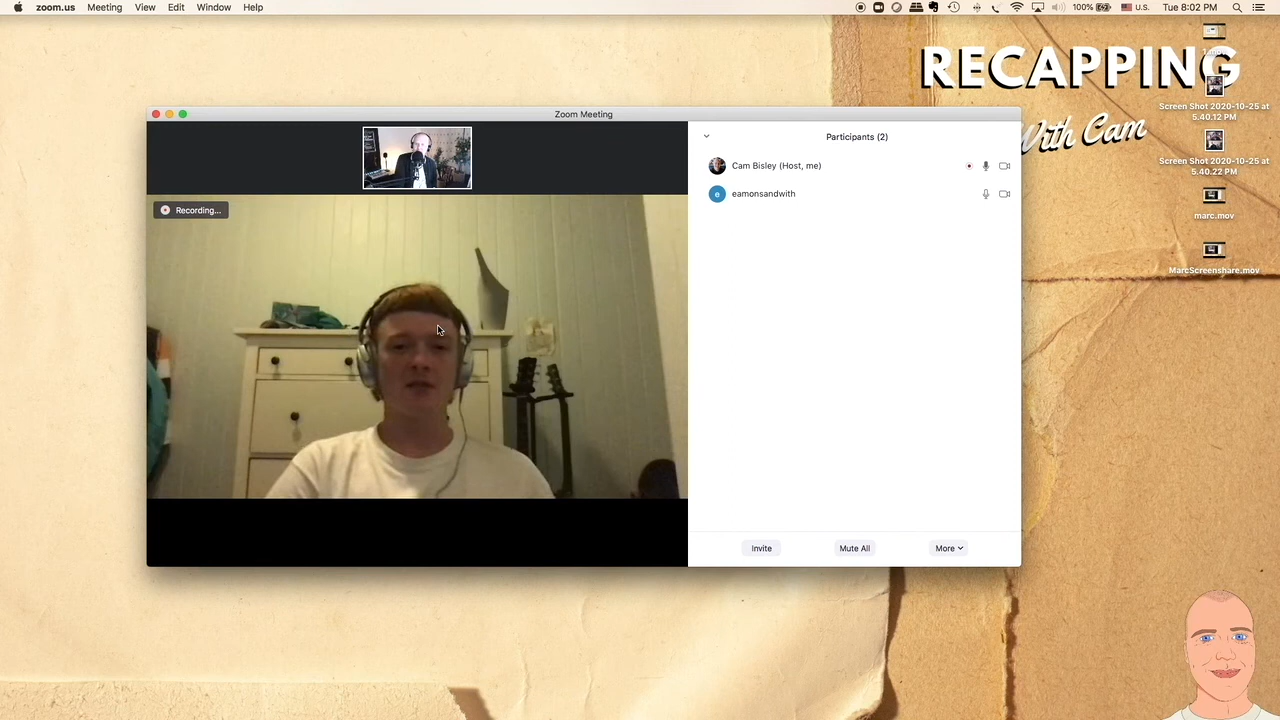 zoom.us Meeting View Edit Window Help
100% U.S. Tue 8:02 PM
RECAPPING
With Cam
Screen Shot 2020-10-25 at
5.40.12 PM
Screen Shot 2020-10-25 at
5.40.22 PM
marc.mov
MarcScreenshare.mov
Zoom Meeting
Recording...
Participants (2)
Cam Bisley (Host, me)
e eamonsandwith
Invite Mute All More